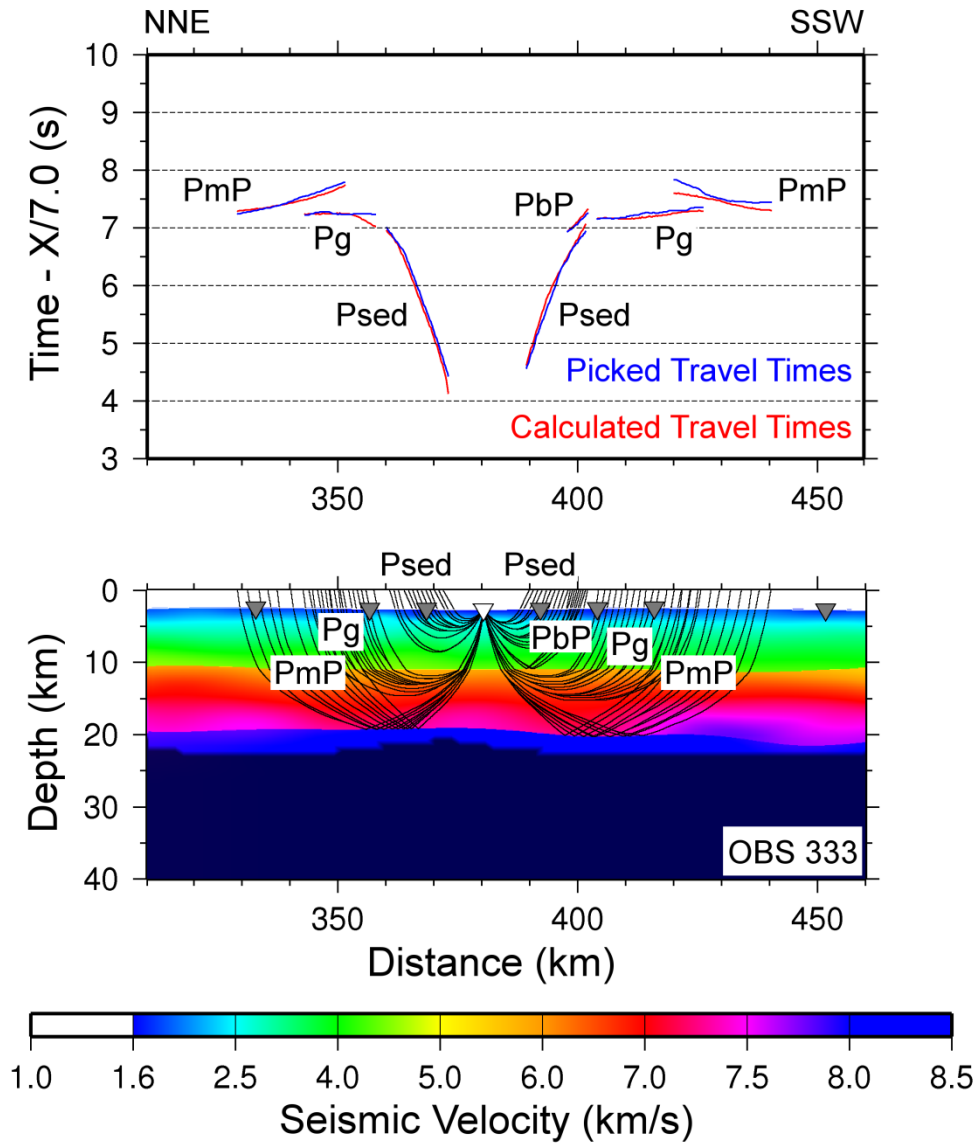 NNE SSW
10
9
8
7
6
5
4
3
Time - X/7.0 (s)
PmP PbP PmP
Pg Pg
Psed Psed
Picked Travel Times
Calculated Travel Times
350 400 450
Psed Psed
0
10
20
30
40
Depth (km)
Pg PbP Pg
PmP PmP
OBS 333
350 400 450
Distance (km)
1.0 1.6 2.5 4.0 5.0 6.0 7.0 7.5 8.0 8.5
Seismic Velocity (km/s)